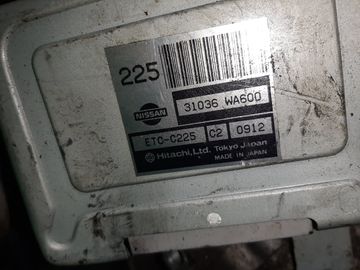 225
NISSAN
31036 WA600
ETC-C225 C2 0912
Hitachi, Ltd. Tokyo Japan
MADE IN JAPAN